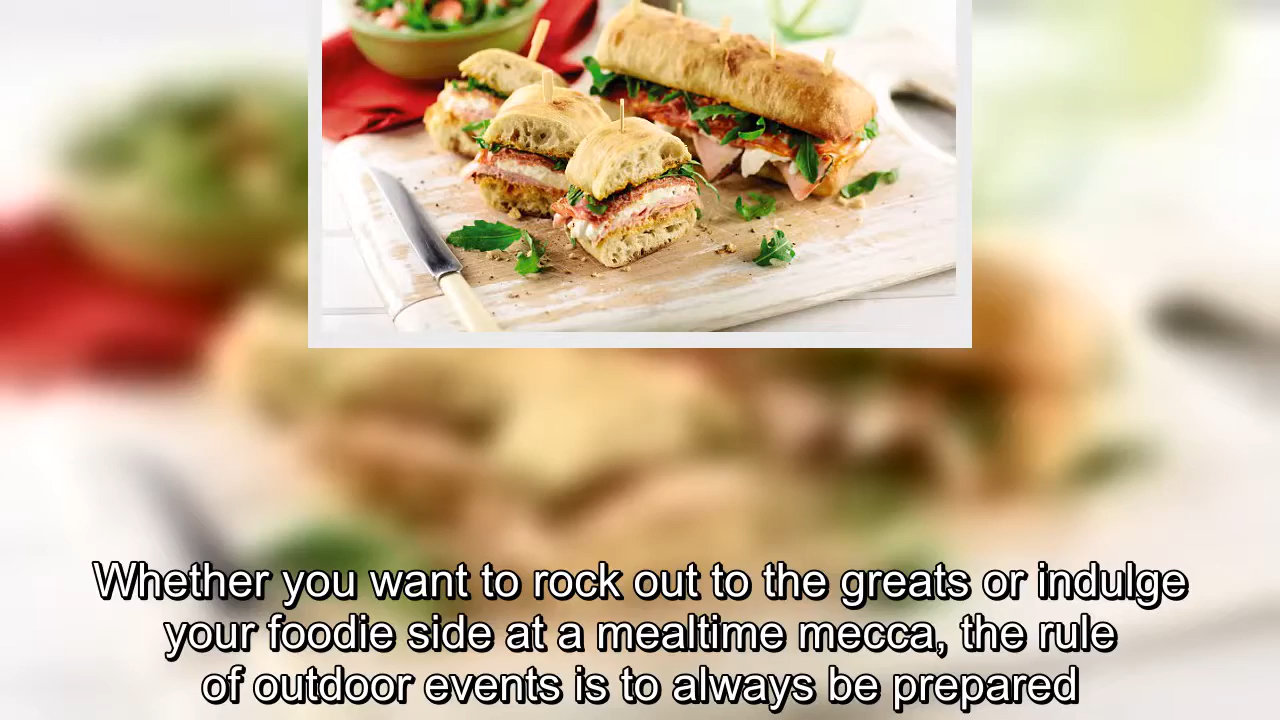 Whether you want to rock out to the greats or indulge
your foodie side at a mealtime mecca, the rule
of outdoor events is to always be prepared